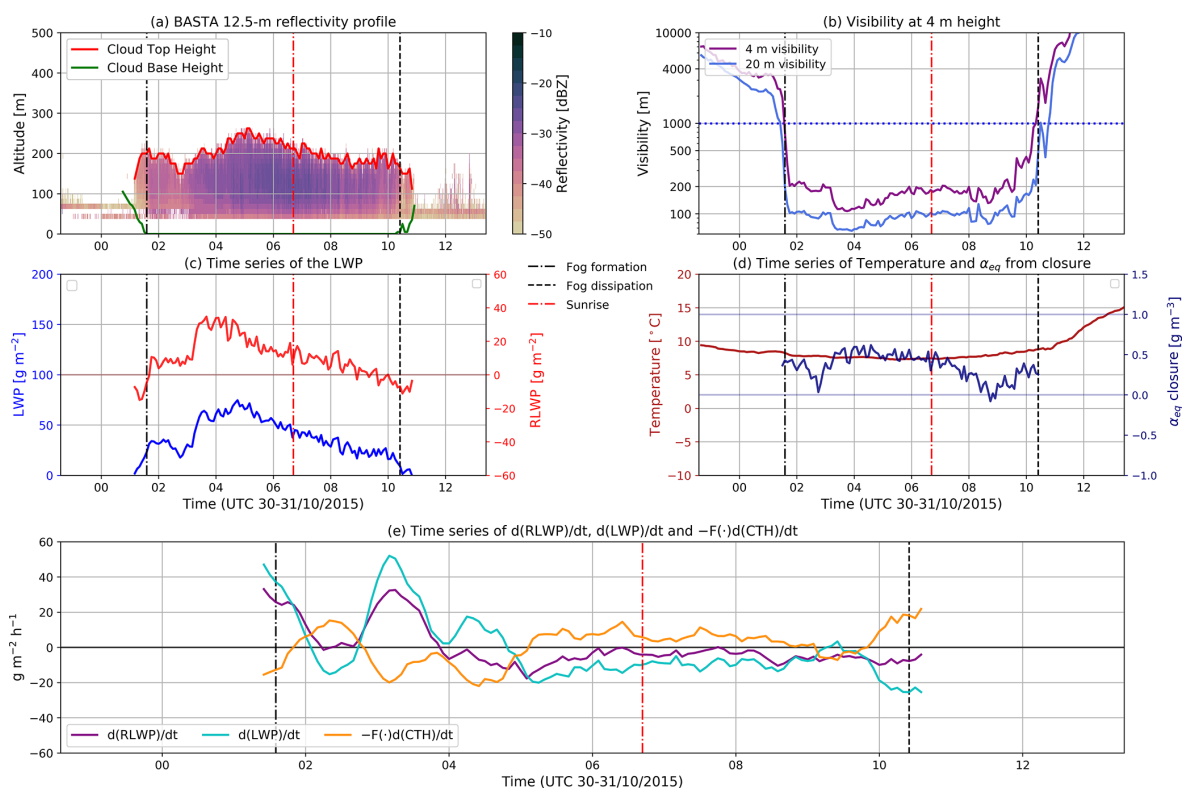 (a) BASTA 12.5-m reflectivity profile
500
400
300
200
100
0
Altitude [m]
Cloud Top Height
Cloud Base Height
00 02 04 06 08 10 12
−10
−20
−30
−40
−50
Reflectivity [dBZ]
(b) Visibility at 4 m height
10000
4000
1000
500
200
100
Visibility [m]
4 m visibility
20 m visibility
00 02 04 06 08 10 12
(c) Time series of the LWP
200
150
100
50
0
LWP [g m−2]
60
40
20
0
−20
−40
−60
RLWP [g m−2]
00 02 04 06 08 10 12
Time (UTC 30-31/10/2015)
Fog formation
Fog dissipation
Sunrise
(d) Time series of Temperature and αeq from closure
20
15
10
5
0
−5
−10
Temperature [°C]
1.5
1.0
0.5
0.0
−0.5
−1.0
αeq closure [g m−3]
00 02 04 06 08 10 12
Time (UTC 30-31/10/2015)
(e) Time series of d(RLWP)/dt, d(LWP)/dt and −F(·)d(CTH)/dt
60
40
20
0
−20
−40
−60
g m−2 h−1
d(RLWP)/dt d(LWP)/dt −F(·)d(CTH)/dt
00 02 04 06 08 10 12
Time (UTC 30-31/10/2015)